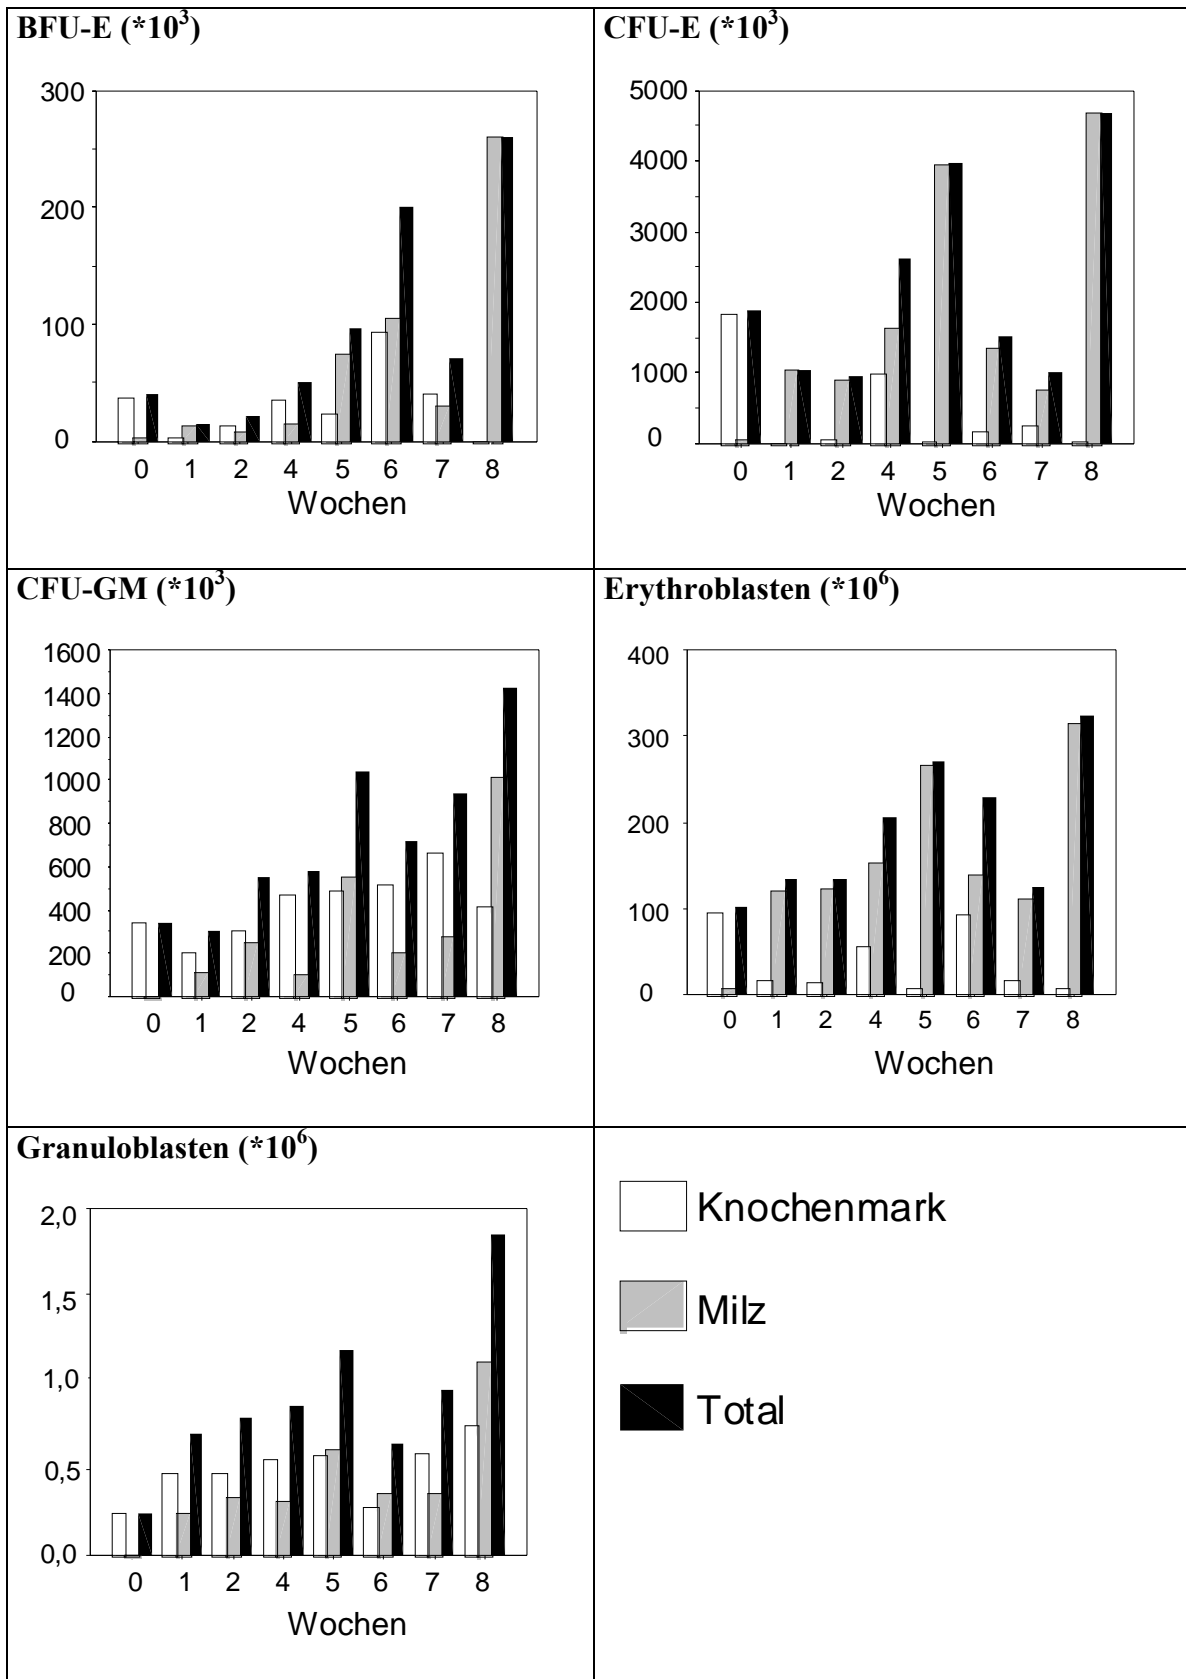 BFU-E (*10³)
300
200
100
0
0 1 2 4 5 6 7 8
Wochen
CFU-E (*10³)
5000
4000
3000
2000
1000
0
0 1 2 4 5 6 7 8
Wochen
CFU-GM (*10³)
1600
1400
1200
1000
800
600
400
200
0
0 1 2 4 5 6 7 8
Wochen
Erythroblasten (*10⁶)
400
300
200
100
0
0 1 2 4 5 6 7 8
Wochen
Granuloblasten (*10⁶)
2,0
1,5
1,0
0,5
0,0
0 1 2 4 5 6 7 8
Wochen
Knochenmark
Milz
Total